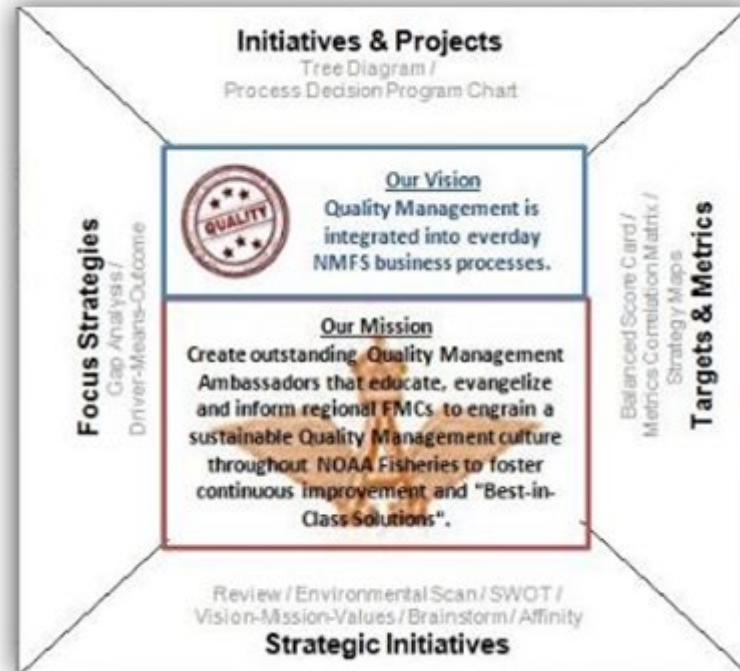 Initiatives & Projects
Tree Diagram /
Process Decision Program Chart
Focus Strategies
Gap Analysis /
Driver-Means-Outcome
QUALITY
Our Vision
Quality Management is
integrated into everday
NMFS business processes.
Our Mission
Create outstanding Quality Management
Ambassadors that educate, evangelize
and inform regional FMCs to engrain a
sustainable Quality Management culture
throughout NOAA Fisheries to foster
continuous improvement and "Best-in-
Class Solutions".
Balanced Score Card /
Metrics Correlation Matrix /
Strategy Maps
Targets & Metrics
Review / Environmental Scan / SWOT /
Vision-Mission-Values / Brainstorm / Affinity
Strategic Initiatives